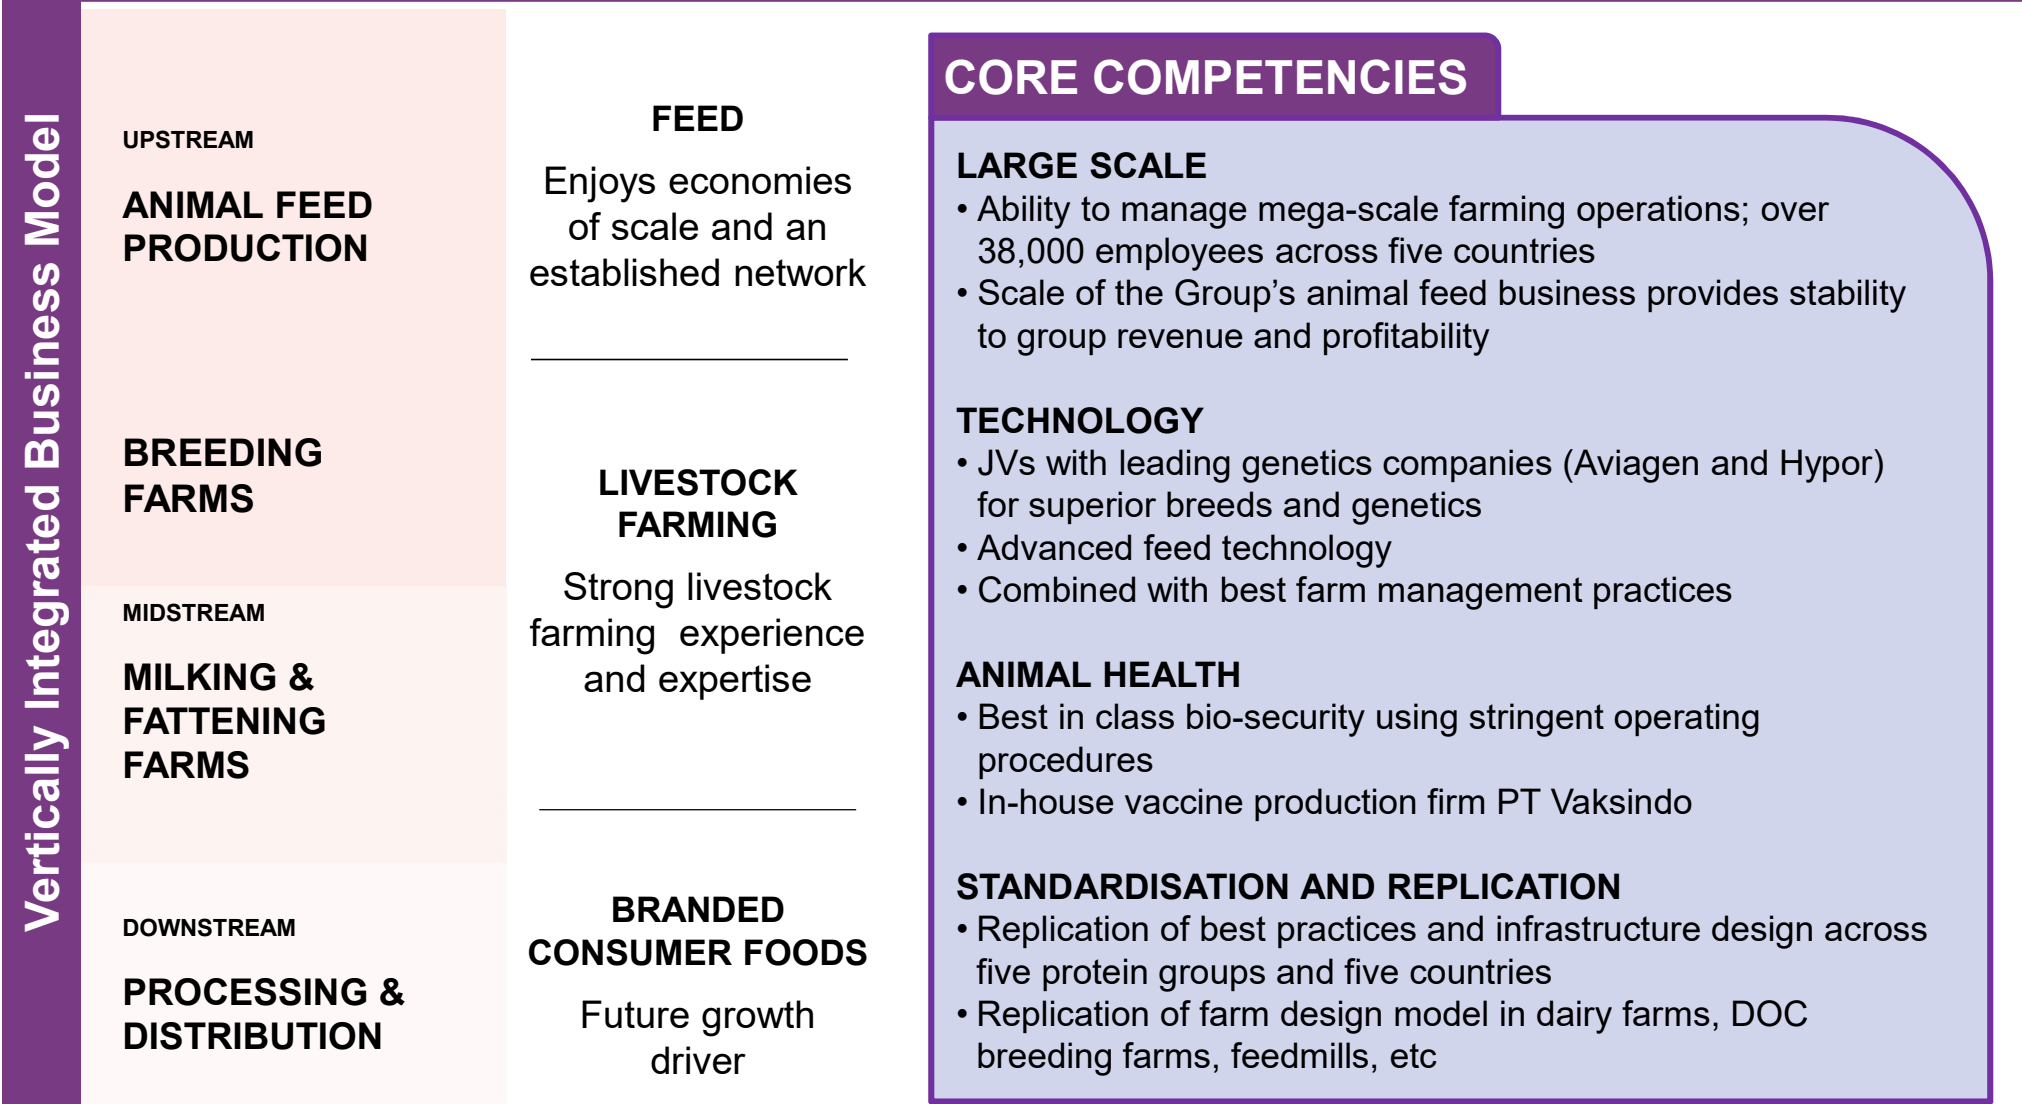 Vertically Integrated Business Model
UPSTREAM
ANIMAL FEED
PRODUCTION
BREEDING
FARMS
MIDSTREAM
MILKING &
FATTENING
FARMS
DOWNSTREAM
PROCESSING &
DISTRIBUTION
FEED
Enjoys economies
of scale and an
established network
LIVESTOCK
FARMING
Strong livestock
farming  experience
and expertise
BRANDED
CONSUMER FOODS
Future growth
driver
CORE COMPETENCIES
LARGE SCALE
• Ability to manage mega-scale farming operations; over
38,000 employees across five countries
• Scale of the Group’s animal feed business provides stability
to group revenue and profitability
TECHNOLOGY
• JVs with leading genetics companies (Aviagen and Hypor)
for superior breeds and genetics
• Advanced feed technology
• Combined with best farm management practices
ANIMAL HEALTH
• Best in class bio-security using stringent operating
procedures
• In-house vaccine production firm PT Vaksindo
STANDARDISATION AND REPLICATION
• Replication of best practices and infrastructure design across
five protein groups and five countries
• Replication of farm design model in dairy farms, DOC
breeding farms, feedmills, etc